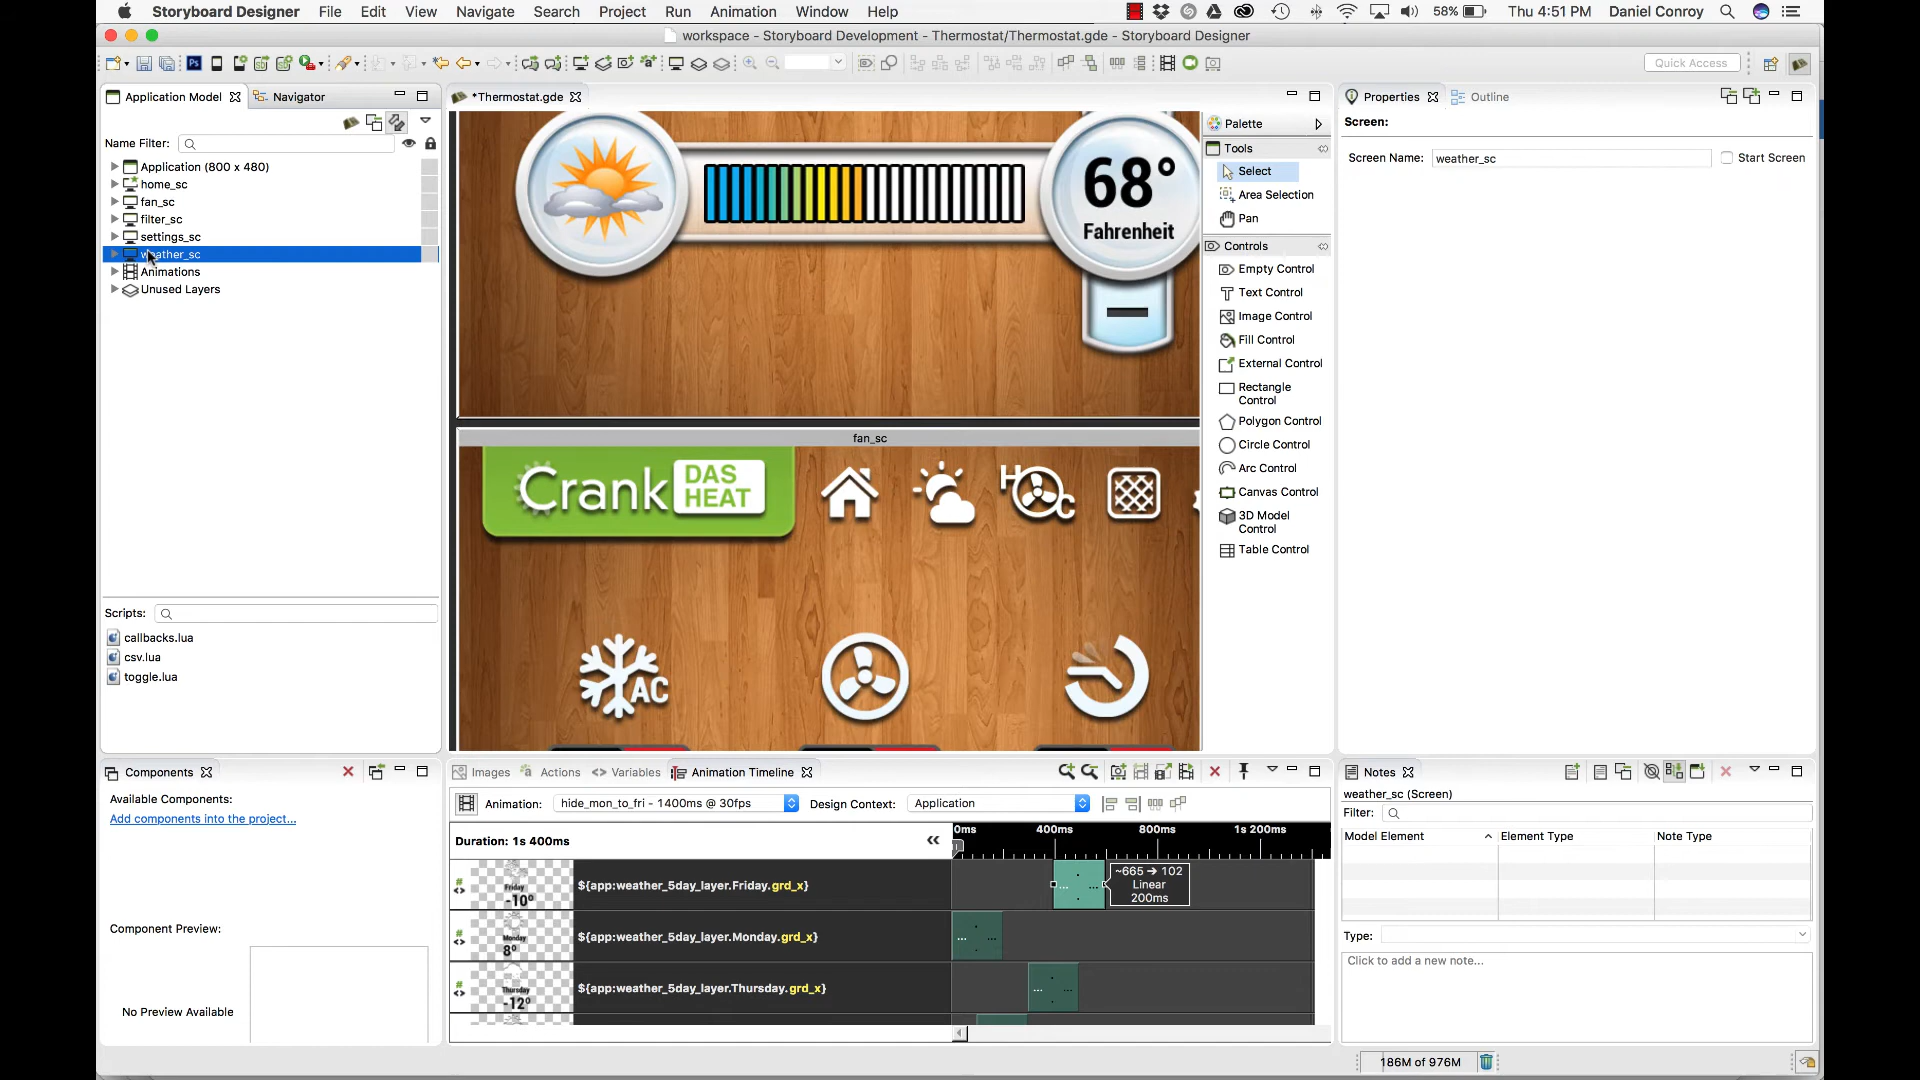 Storyboard Designer File Edit View Navigate Search Project Run Animation Window Help 58% Thu 4:51 PM Daniel Conroy
workspace - Storyboard Development - Thermostat/Thermostat.gde - Storyboard Designer
Quick Access
Application Model Navigator
Name Filter:
Application (800 x 480)
home_sc
fan_sc
filter_sc
settings_sc
weather_sc
Animations
Unused Layers
Scripts:
callbacks.lua
csv.lua
toggle.lua
Components
Available Components:
Add components into the project...
Component Preview:
No Preview Available
*Thermostat.gde
68°
Fahrenheit
fan_sc
Crank DAS HEAT
H C
AC
Palette
Tools
Select
Area Selection
Pan
Controls
Empty Control
Text Control
Image Control
Fill Control
External Control
Rectangle
Control
Polygon Control
Circle Control
Arc Control
Canvas Control
3D Model
Control
Table Control
Images Actions <> Variables Animation Timeline
Animation: hide_mon_to_fri - 1400ms @ 30fps Design Context: Application
Duration: 1s 400ms « 0ms 400ms 800ms 1s 200ms
Friday
-10°
${app:weather_5day_layer.Friday.grd_x}
~665 → 102
Linear
200ms
Monday
8°
${app:weather_5day_layer.Monday.grd_x}
Thursday
-12°
${app:weather_5day_layer.Thursday.grd_x}
Properties Outline
Screen:
Screen Name: weather_sc Start Screen
Notes
weather_sc (Screen)
Filter:
Model Element Element Type Note Type
Type:
Click to add a new note...
186M of 976M